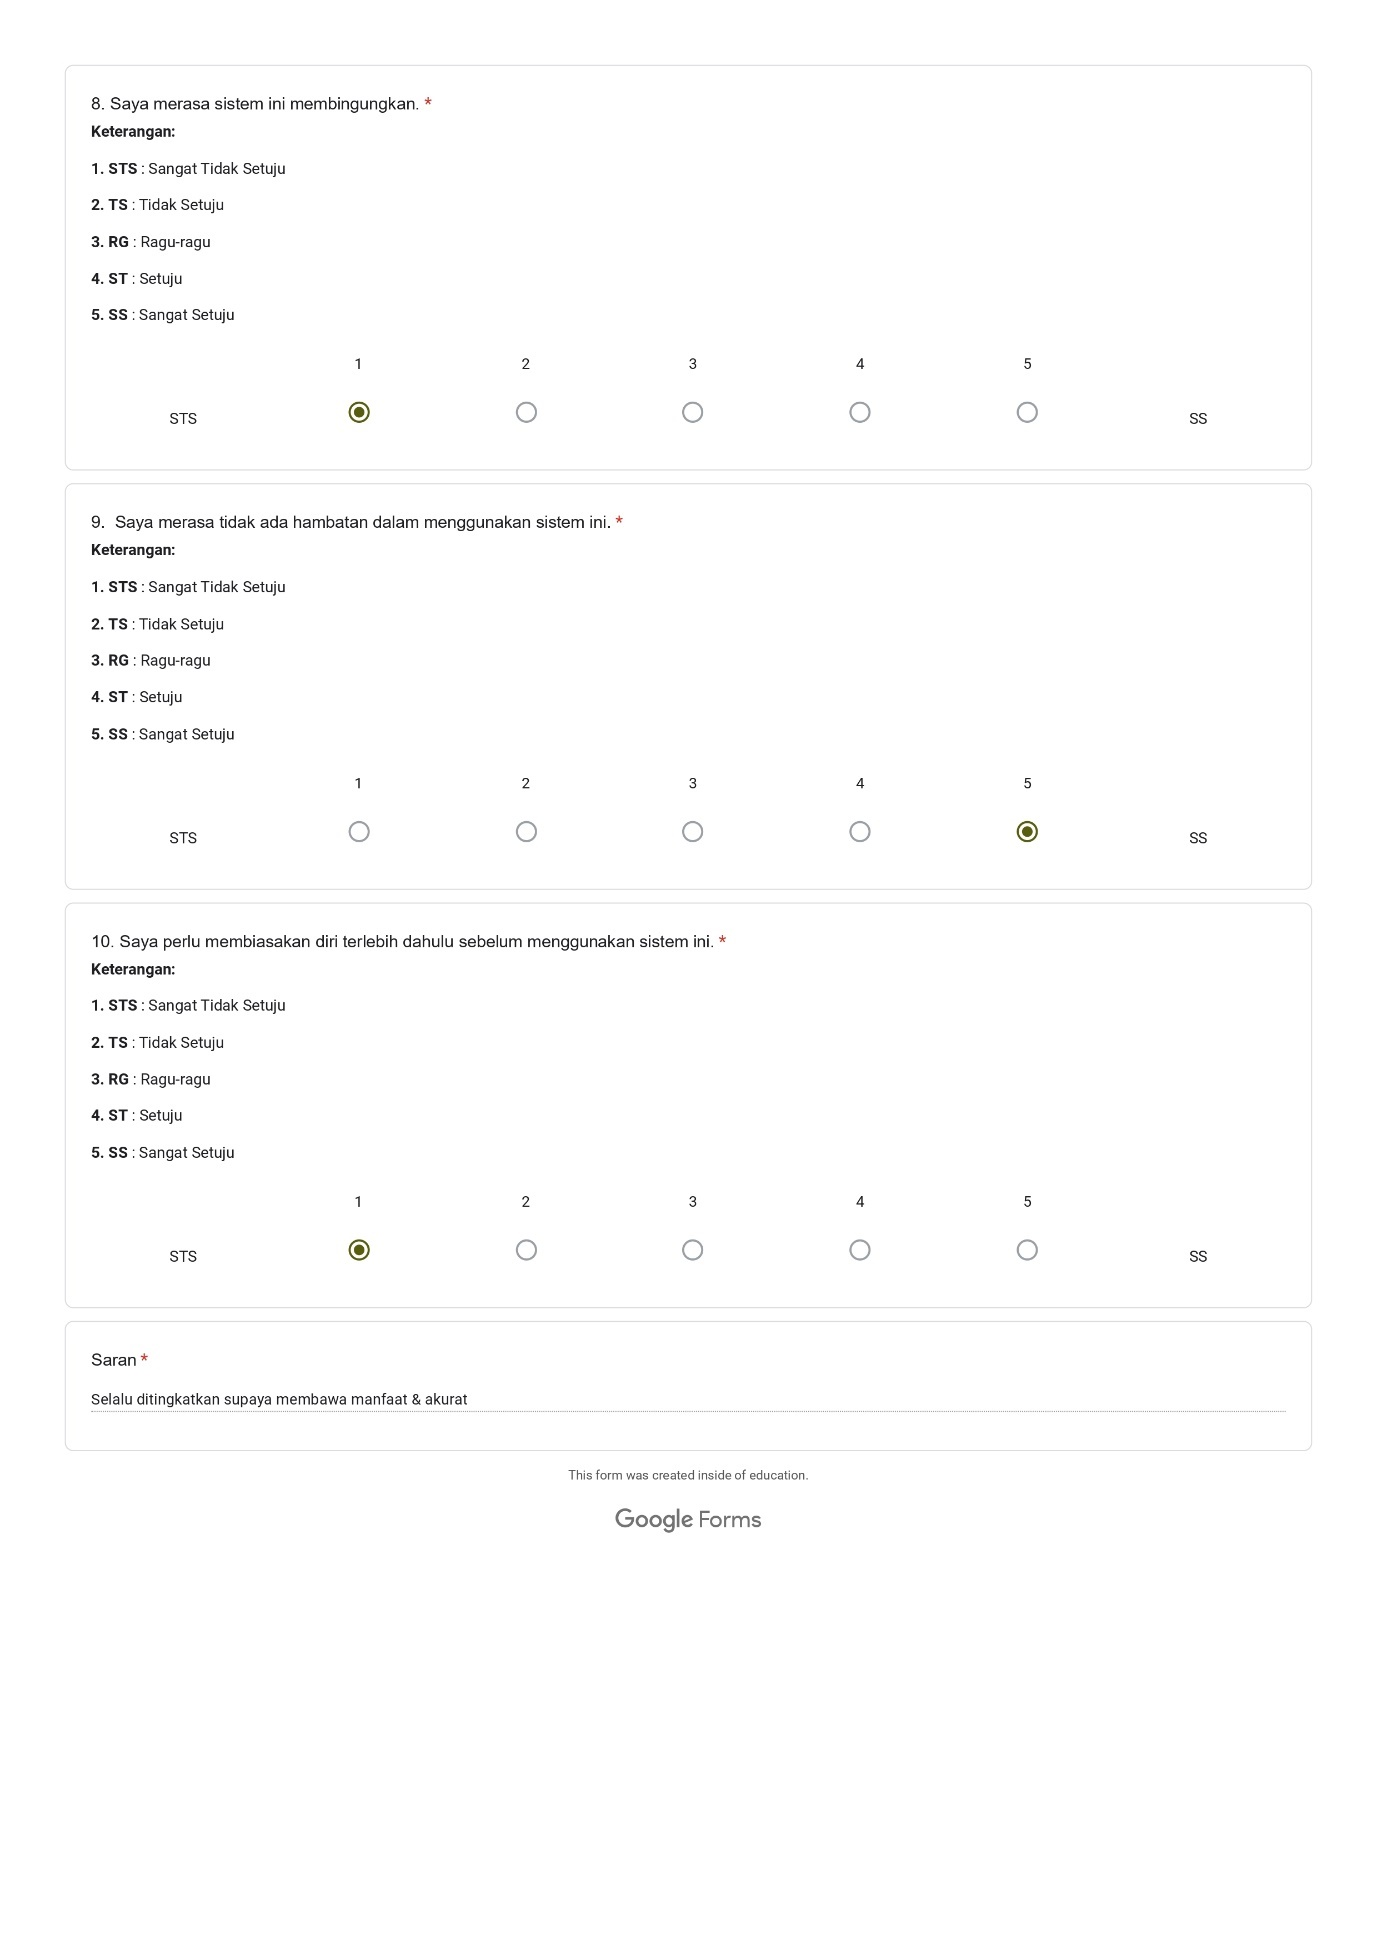 8. Saya merasa sistem ini membingungkan. *
Keterangan:
1. STS : Sangat Tidak Setuju
2. TS : Tidak Setuju
3. RG : Ragu-ragu
4. ST : Setuju
5. SS : Sangat Setuju
1 2 3 4 5
STS SS
9. Saya merasa tidak ada hambatan dalam menggunakan sistem ini. *
Keterangan:
1. STS : Sangat Tidak Setuju
2. TS : Tidak Setuju
3. RG : Ragu-ragu
4. ST : Setuju
5. SS : Sangat Setuju
1 2 3 4 5
STS SS
10. Saya perlu membiasakan diri terlebih dahulu sebelum menggunakan sistem ini. *
Keterangan:
1. STS : Sangat Tidak Setuju
2. TS : Tidak Setuju
3. RG : Ragu-ragu
4. ST : Setuju
5. SS : Sangat Setuju
1 2 3 4 5
STS SS
Saran *
Selalu ditingkatkan supaya membawa manfaat & akurat
This form was created inside of education.
Google Forms